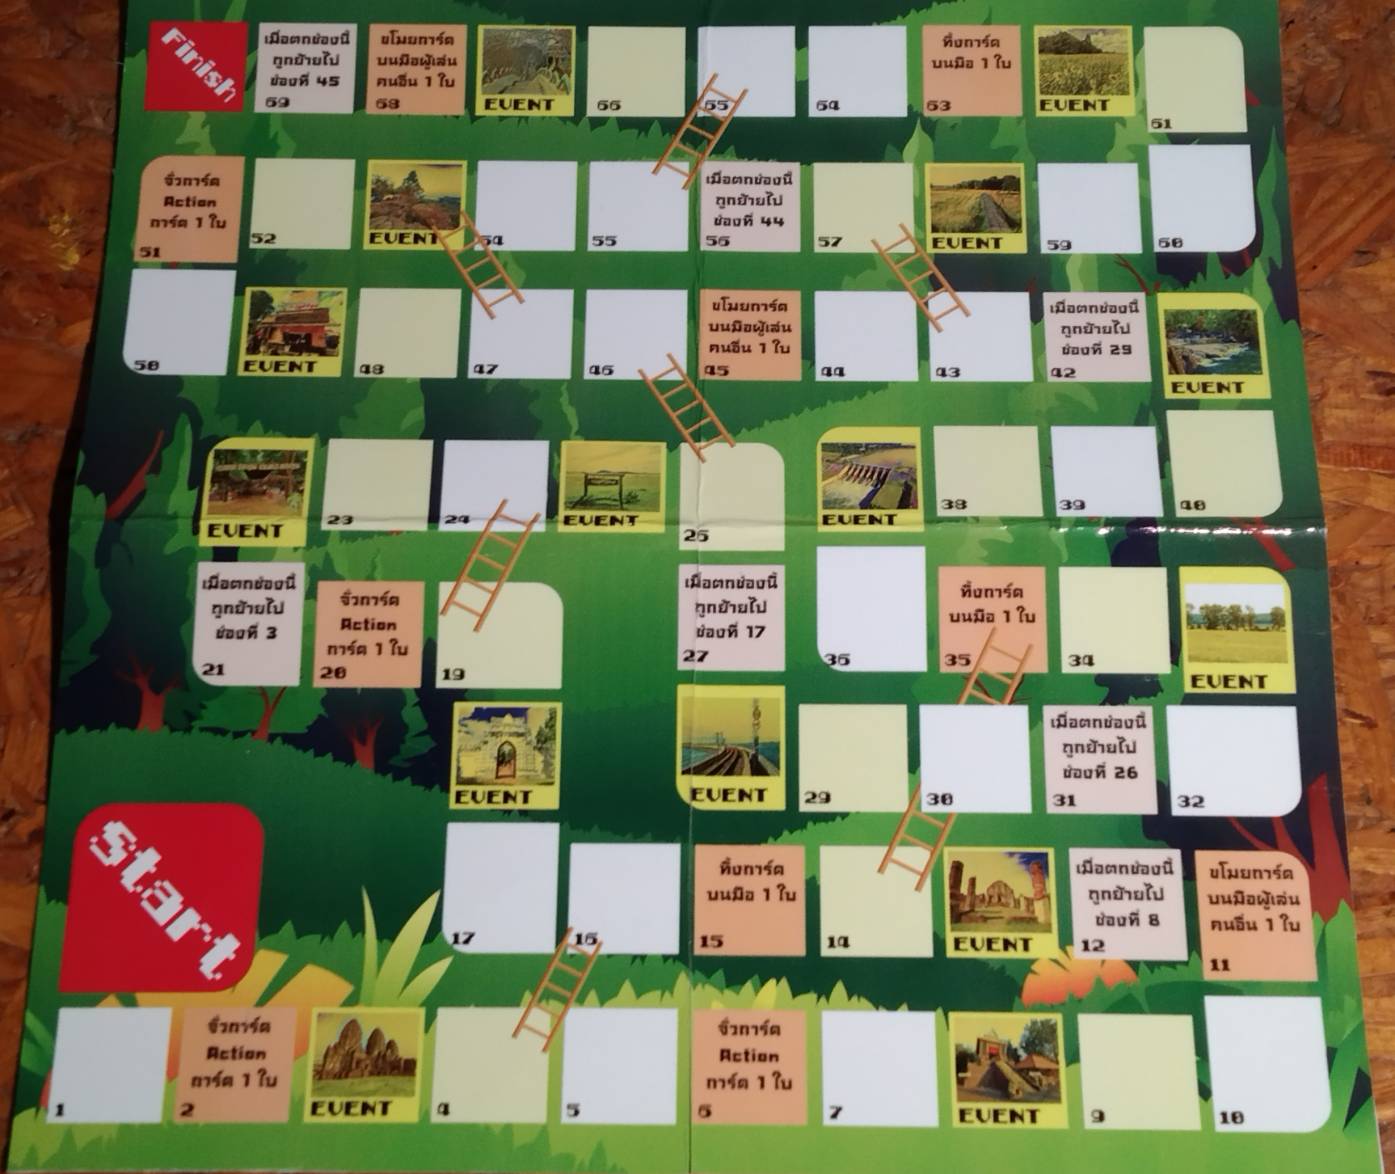 Finish
เมื่อตกช่องนี้
ถูกย้ายไป
ช่องที่ 45
69
ขโมยการ์ด
บนมือผู้เล่น
คนอื่น 1 ใบ
68
EVENT
66
65
64
ทิ้งการ์ด
บนมือ 1 ใบ
63
EVENT
61
จั่วการ์ด
Action
การ์ด 1 ใบ
51
52
EVENT
54
55
เมื่อตกช่องนี้
ถูกย้ายไป
ช่องที่ 44
56
57
EVENT
59
60
50
EVENT
48
47
46
ขโมยการ์ด
บนมือผู้เล่น
คนอื่น 1 ใบ
45
44
43
เมื่อตกช่องนี้
ถูกย้ายไป
ช่องที่ 29
42
EVENT
EVENT
23
24
EVENT
26
EVENT
38
39
40
เมื่อตกช่องนี้
ถูกย้ายไป
ช่องที่ 3
21
จั่วการ์ด
Action
การ์ด 1 ใบ
20
19
เมื่อตกช่องนี้
ถูกย้ายไป
ช่องที่ 17
27
36
ทิ้งการ์ด
บนมือ 1 ใบ
35
34
EVENT
EVENT
EVENT
29
30
เมื่อตกช่องนี้
ถูกย้ายไป
ช่องที่ 26
31
32
Start
17
16
ทิ้งการ์ด
บนมือ 1 ใบ
15
14
EVENT
เมื่อตกช่องนี้
ถูกย้ายไป
ช่องที่ 8
12
ขโมยการ์ด
บนมือผู้เล่น
คนอื่น 1 ใบ
11
1
จั่วการ์ด
Action
การ์ด 1 ใบ
2
EVENT
4
5
จั่วการ์ด
Action
การ์ด 1 ใบ
6
7
EVENT
9
10